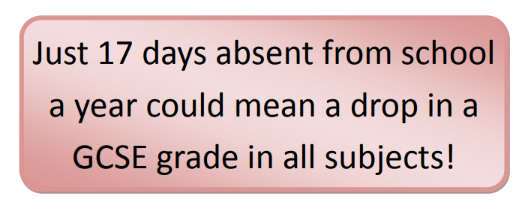 Just 17 days absent from school
a year could mean a drop in a
GCSE grade in all subjects!